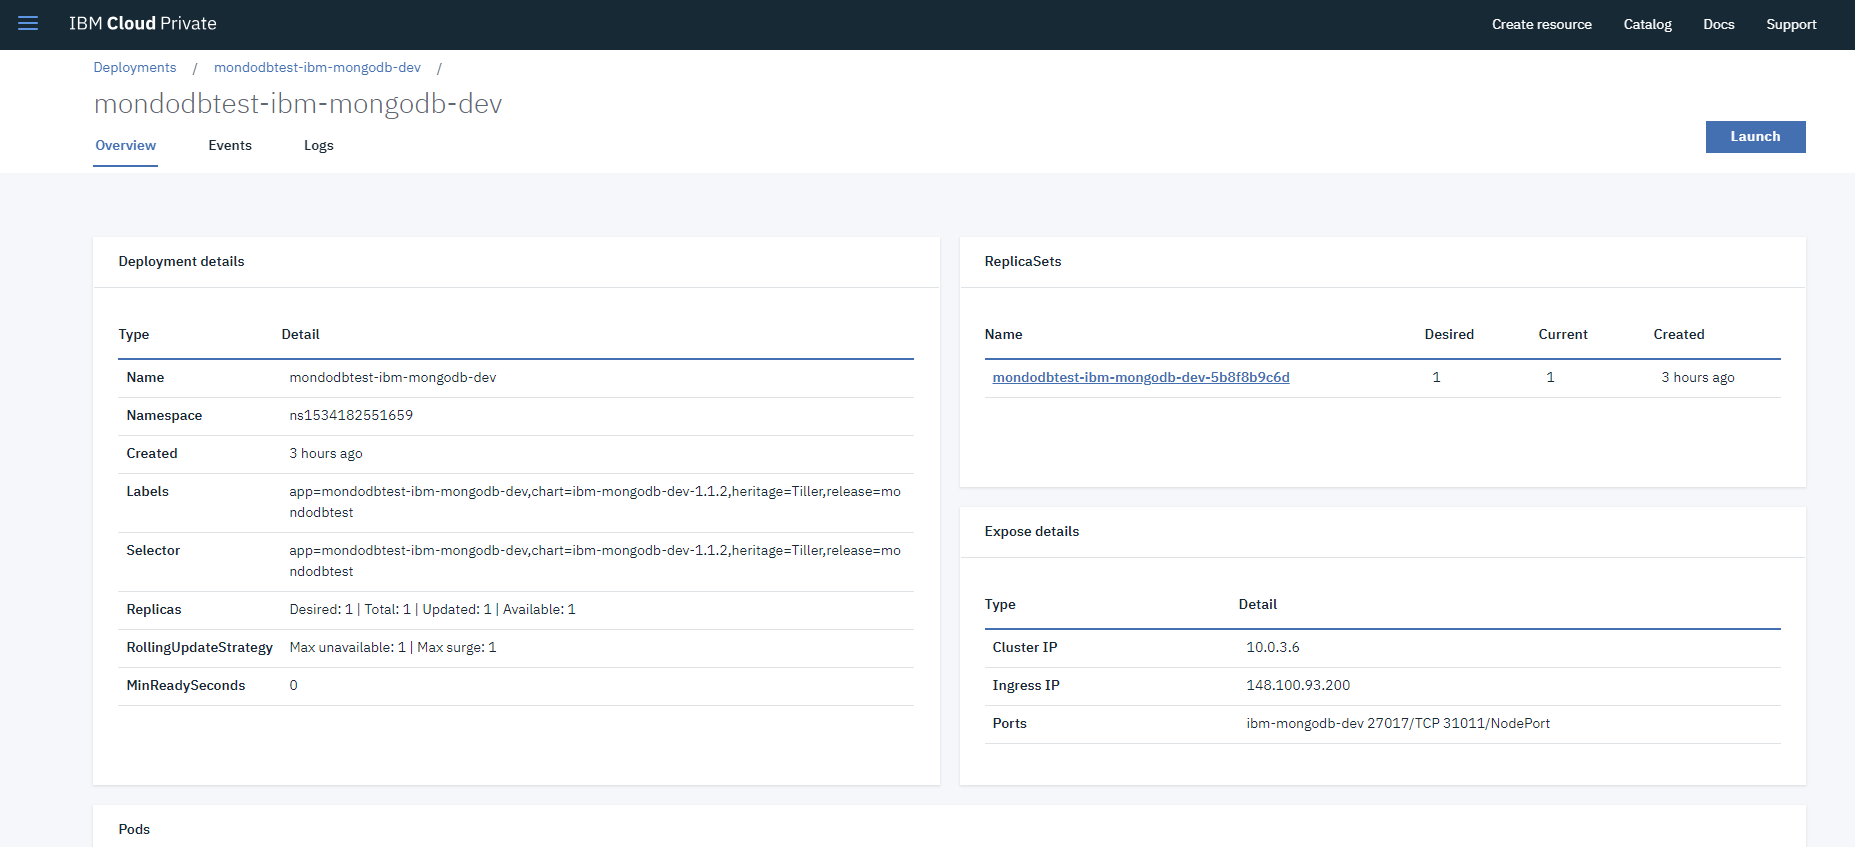 IBM Cloud Private
Create resource Catalog Docs Support
Deployments / mondodbtest-ibm-mongodb-dev /
mondodbtest-ibm-mongodb-dev
Overview Events Logs
Launch
Deployment details
Type Detail
Name mondodbtest-ibm-mongodb-dev
Namespace ns1534182551659
Created 3 hours ago
Labels app=mondodbtest-ibm-mongodb-dev,chart=ibm-mongodb-dev-1.1.2,heritage=Tiller,release=mo
ndodbtest
Selector app=mondodbtest-ibm-mongodb-dev,chart=ibm-mongodb-dev-1.1.2,heritage=Tiller,release=mo
ndodbtest
Replicas Desired: 1 | Total: 1 | Updated: 1 | Available: 1
RollingUpdateStrategy Max unavailable: 1 | Max surge: 1
MinReadySeconds 0
ReplicaSets
Name Desired Current Created
mondodbtest-ibm-mongodb-dev-5b8f8b9c6d 1 1 3 hours ago
Expose details
Type Detail
Cluster IP 10.0.3.6
Ingress IP 148.100.93.200
Ports ibm-mongodb-dev 27017/TCP 31011/NodePort
Pods